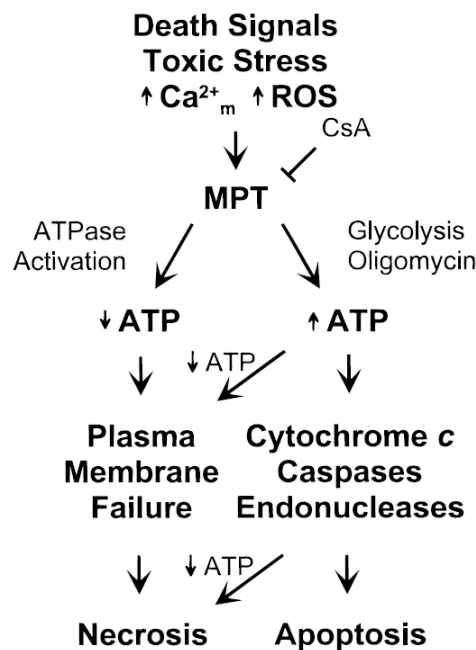 Death Signals
Toxic Stress
↑ Ca²⁺ₘ ↑ ROS
CsA
MPT
ATPase
Activation
Glycolysis
Oligomycin
↓ ATP
↑ ATP
↓ ATP
Plasma
Membrane
Failure
Cytochrome c
Caspases
Endonucleases
↓ ATP
Necrosis
Apoptosis